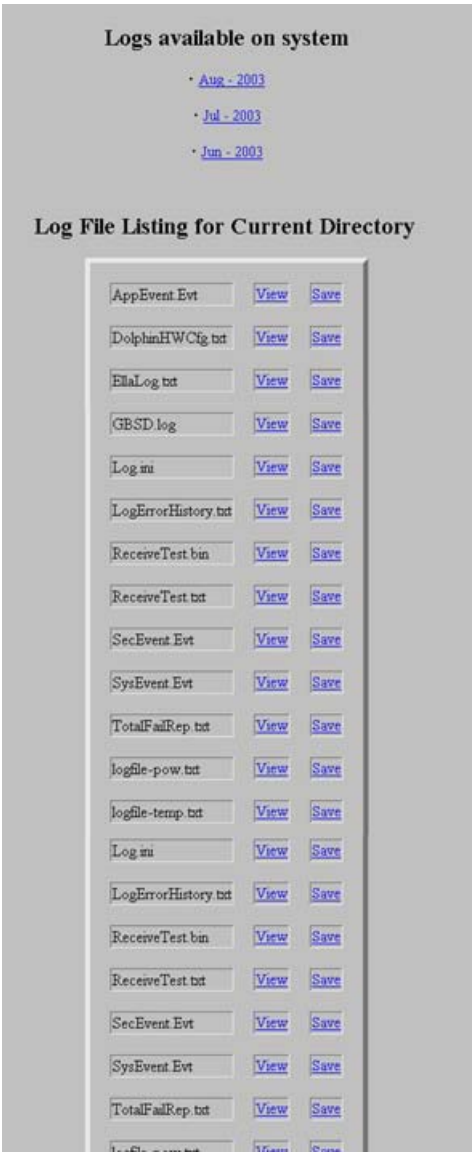 Logs available on system
· Aug - 2003
· Jul - 2003
· Jun - 2003
Log File Listing for Current Directory
AppEvent.Evt View Save
DolphinHWCfg.txt View Save
EllaLog.txt View Save
GBSD.log View Save
Log.ini View Save
LogErrorHistory.txt View Save
ReceiveTest.bin View Save
ReceiveTest.txt View Save
SecEvent.Evt View Save
SysEvent.Evt View Save
TotalFailRep.txt View Save
logfile-pow.txt View Save
logfile-temp.txt View Save
Log.ini View Save
LogErrorHistory.txt View Save
ReceiveTest.bin View Save
ReceiveTest.txt View Save
SecEvent.Evt View Save
SysEvent.Evt View Save
TotalFailRep.txt View Save
logfile-pow.txt View Save